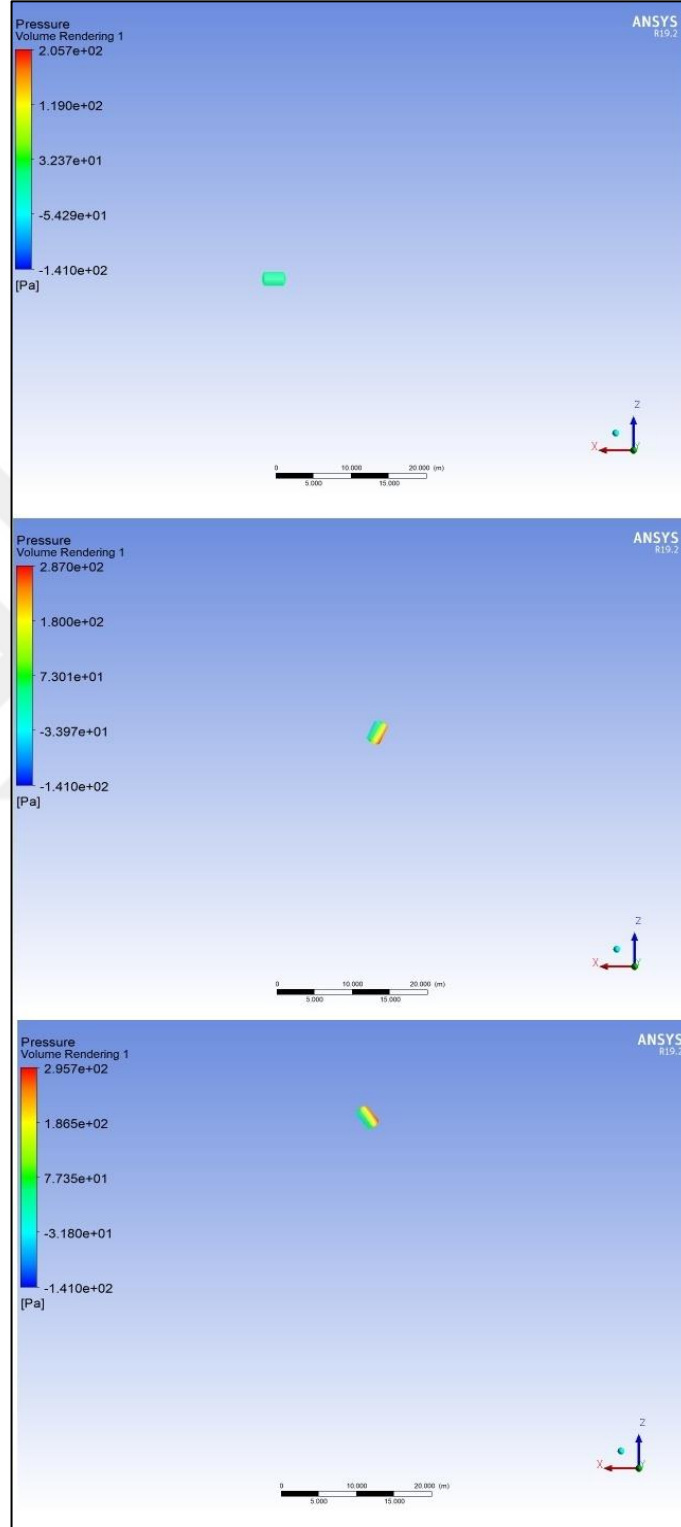 Pressure
Volume Rendering 1
ANSYS
R19.2
2.057e+02
1.190e+02
3.237e+01
-5.429e+01
-1.410e+02
[Pa]
Z
X
Y
0 10.000 20.000 (m)
5.000 15.000
Pressure
Volume Rendering 1
ANSYS
R19.2
2.870e+02
1.800e+02
7.301e+01
-3.397e+01
-1.410e+02
[Pa]
Z
X
Y
0 10.000 20.000 (m)
5.000 15.000
Pressure
Volume Rendering 1
ANSYS
R19.2
2.957e+02
1.865e+02
7.735e+01
-3.180e+01
-1.410e+02
[Pa]
Z
X
Y
0 10.000 20.000 (m)
5.000 15.000